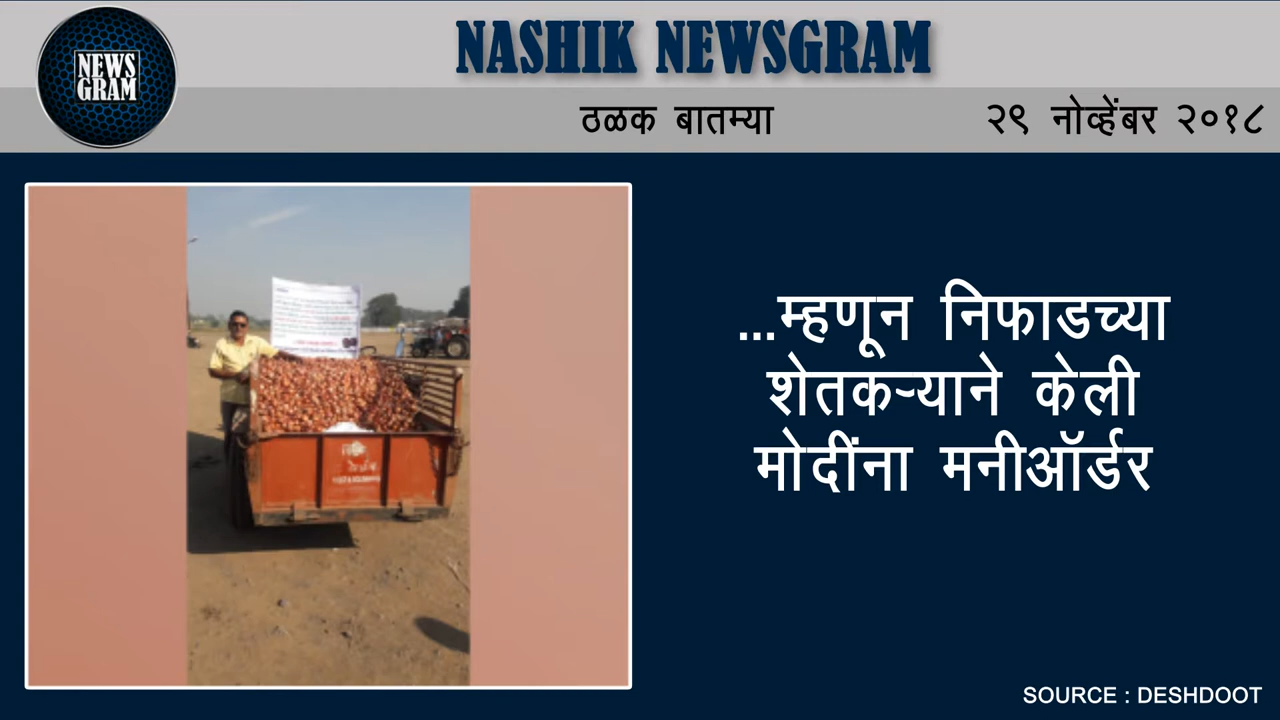 NEWS
GRAM
NASHIK NEWSGRAM
ठळक बातम्या
२९ नोव्हेंबर २०१८
...म्हणून निफाडच्या
शेतकऱ्याने केली
मोदींना मनीऑर्डर
SOURCE : DESHDOOT